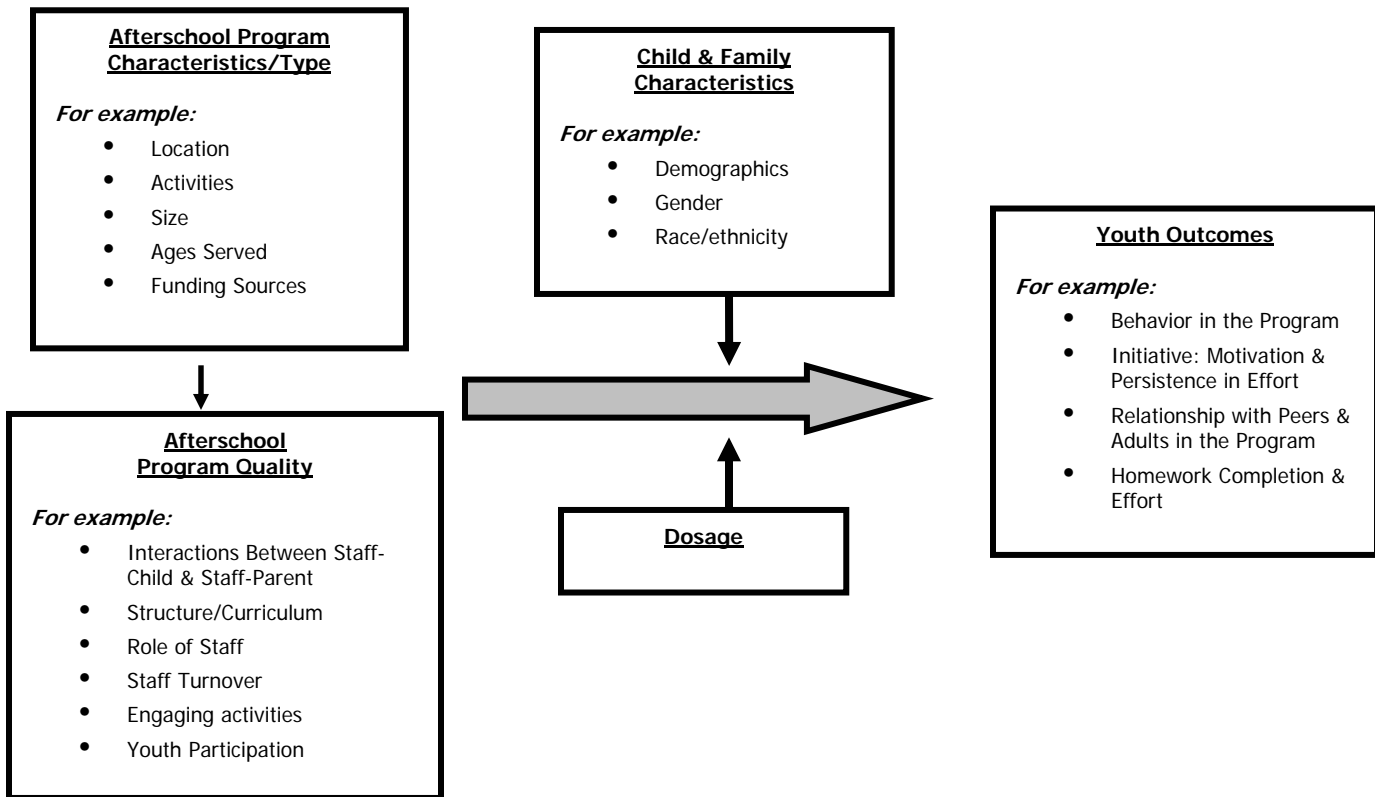 Afterschool Program
Characteristics/Type
For example:
• Location
• Activities
• Size
• Ages Served
• Funding Sources
Afterschool
Program Quality
For example:
• Interactions Between Staff-
Child & Staff-Parent
• Structure/Curriculum
• Role of Staff
• Staff Turnover
• Engaging activities
• Youth Participation
Child & Family
Characteristics
For example:
• Demographics
• Gender
• Race/ethnicity
Dosage
Youth Outcomes
For example:
• Behavior in the Program
• Initiative: Motivation &
Persistence in Effort
• Relationship with Peers &
Adults in the Program
• Homework Completion &
Effort